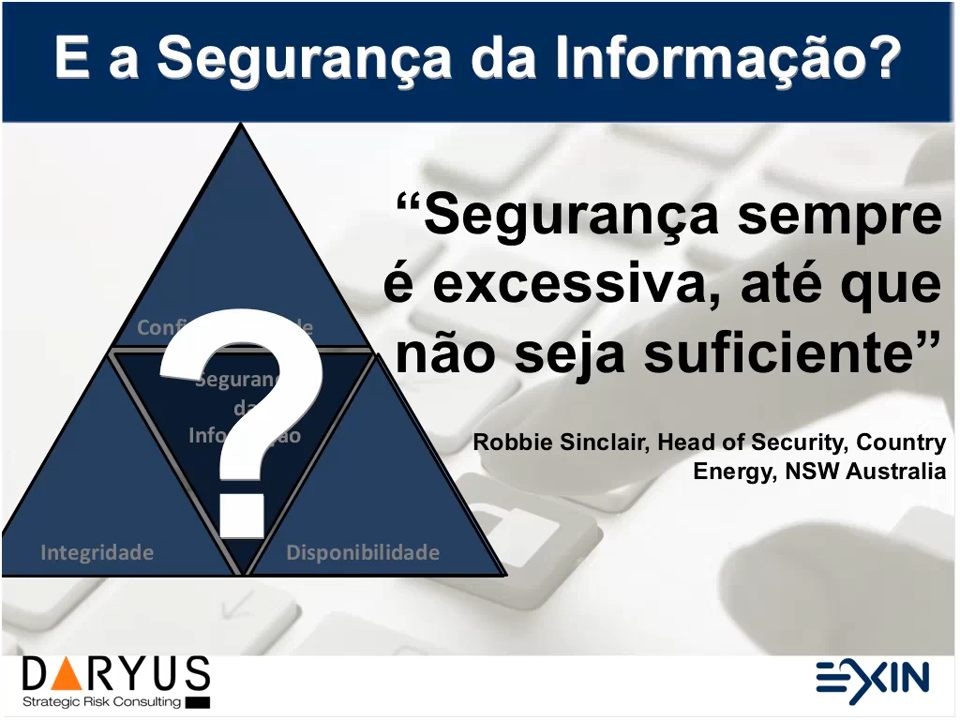 E a Segurança da Informação?
“Segurança sempre
é excessiva, até que
não seja suficiente”
Robbie Sinclair, Head of Security, Country
Energy, NSW Australia
da
Integridade
Disponibilidade
DARYUS
Strategic Risk Consulting
EXIN